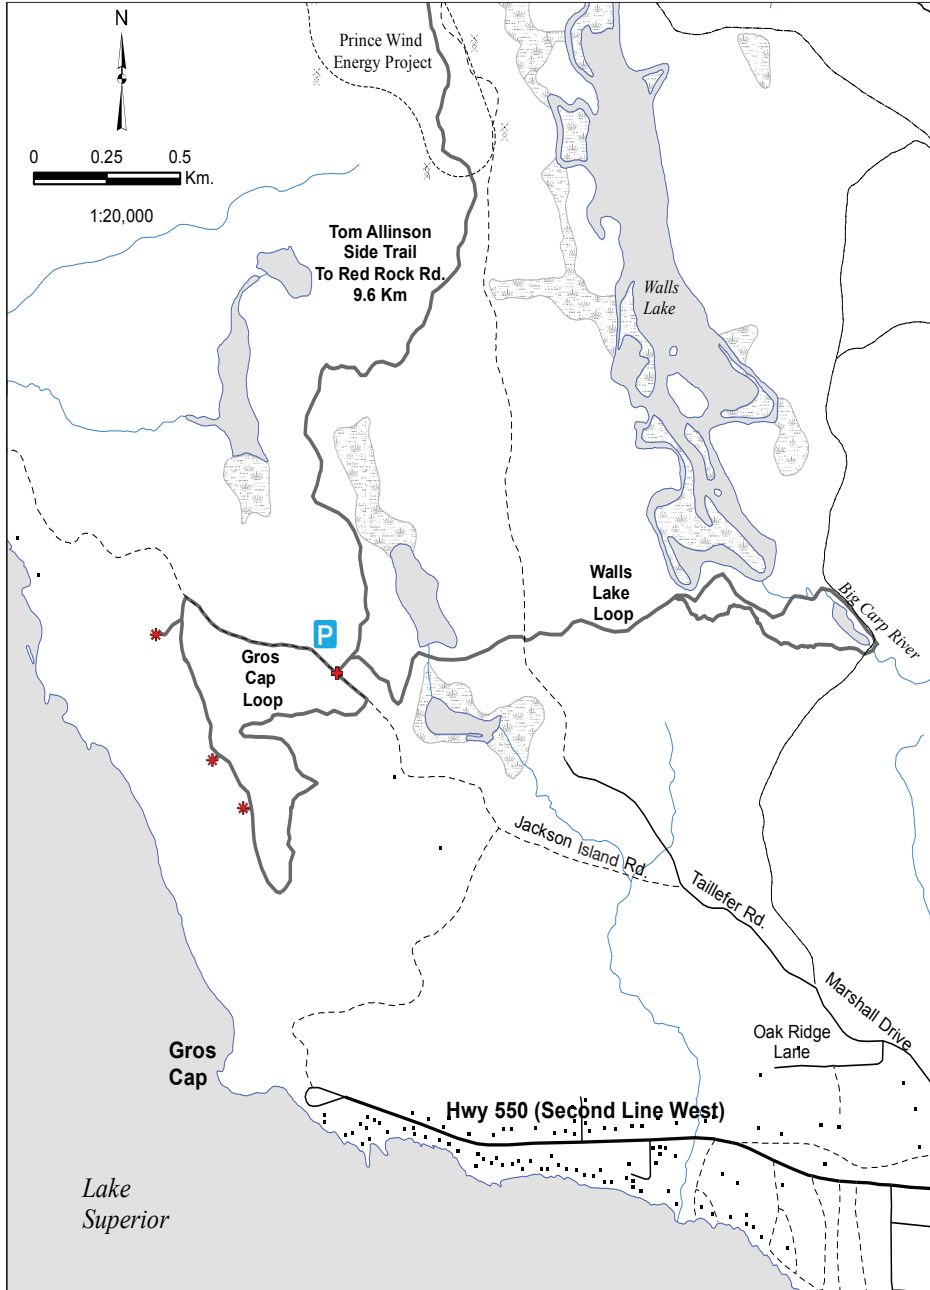 N
Prince Wind
Energy Project
0 0.25 0.5
Km.
1:20,000
Tom Allinson
Side Trail
To Red Rock Rd.
9.6 Km
Walls
Lake
Walls
Lake
Loop
Big Carp River
P
Gros
Cap
Loop
Jackson Island Rd.
Taillefer Rd.
Marshall Drive
Oak Ridge
Lane
Gros
Cap
Hwy 550 (Second Line West)
Lake
Superior